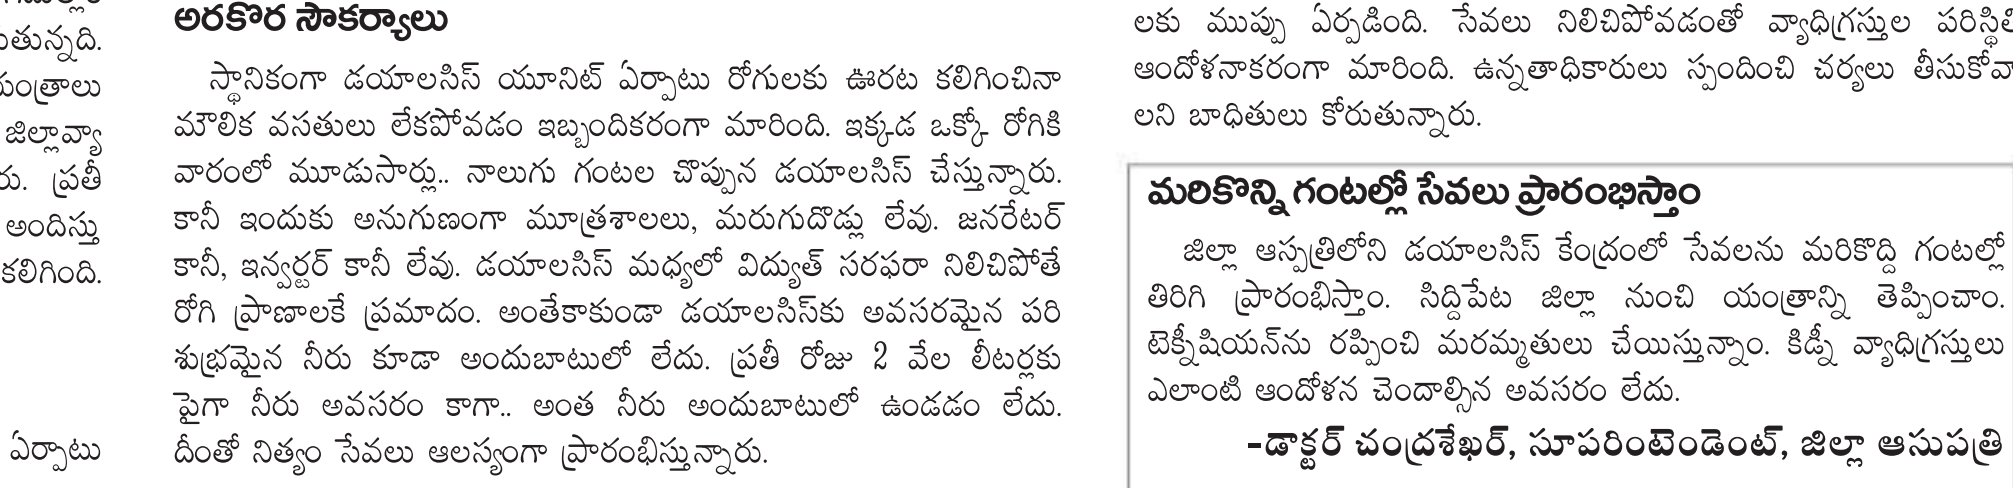 తున్నది.
యంత్రాలు
జిల్లావ్యా
రు. ప్రతీ
అందిస్తు
కలిగింది.
ఏర్పాటు
అరకొర సౌకర్యాలు
స్థానికంగా డయాలసిస్ యూనిట్ ఏర్పాటు రోగులకు ఊరట కలిగించినా
మౌలిక వసతులు లేకపోవడం ఇబ్బందికరంగా మారింది. ఇక్కడ ఒక్కో రోగికి
వారంలో మూడుసార్లు.. నాలుగు గంటల చొప్పున డయాలసిస్ చేస్తున్నారు.
కానీ ఇందుకు అనుగుణంగా మూత్రశాలలు, మరుగుదొడ్లు లేవు. జనరేటర్
కానీ, ఇన్వర్టర్ కానీ లేవు. డయాలసిస్ మధ్యలో విద్యుత్ సరఫరా నిలిచిపోతే
రోగి ప్రాణాలకే ప్రమాదం. అంతేకాకుండా డయాలసిస్‌కు అవసరమైన పరి
శుభ్రమైన నీరు కూడా అందుబాటులో లేదు. ప్రతీ రోజు 2 వేల లీటర్లకు
పైగా నీరు అవసరం కాగా.. అంత నీరు అందుబాటులో ఉండడం లేదు.
దీంతో నిత్యం సేవలు ఆలస్యంగా ప్రారంభిస్తున్నారు.
లకు ముప్పు ఏర్పడింది. సేవలు నిలిచిపోవడంతో వ్యాధిగ్రస్తుల పరిస్థితి
ఆందోళనాకరంగా మారింది. ఉన్నతాధికారులు స్పందించి చర్యలు తీసుకోవా
లని బాధితులు కోరుతున్నారు.
మరికొన్ని గంటల్లో సేవలు ప్రారంభిస్తాం
జిల్లా ఆస్పత్రిలోని డయాలసిస్ కేంద్రంలో సేవలను మరికొద్ది గంటల్లో
తిరిగి ప్రారంభిస్తాం. సిద్దిపేట జిల్లా నుంచి యంత్రాన్ని తెప్పించాం.
టెక్నీషియన్‌ను రప్పించి మరమ్మతులు చేయిస్తున్నాం. కిడ్నీ వ్యాధిగ్రస్తులు
ఎలాంటి ఆందోళన చెందాల్సిన అవసరం లేదు.
-డాక్టర్ చంద్రశేఖర్, సూపరింటెండెంట్, జిల్లా ఆసుపత్రి